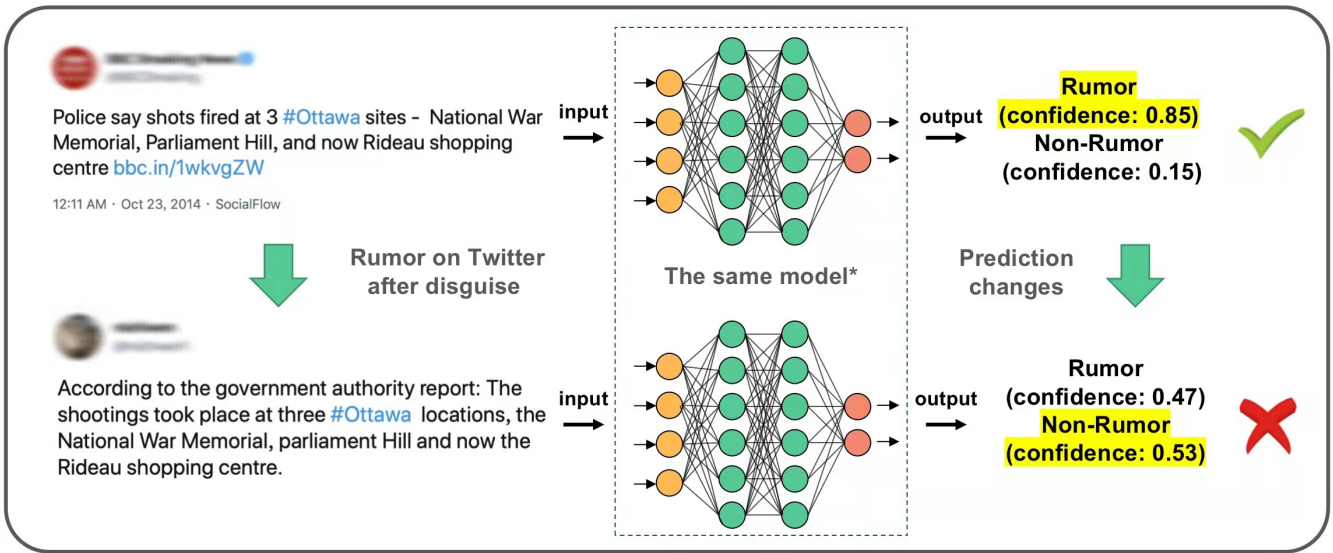 Police say shots fired at 3 #Ottawa sites - National War
Memorial, Parliament Hill, and now Rideau shopping
centre bbc.in/1wkvgZW
12:11 AM · Oct 23, 2014 · SocialFlow
input
output
Rumor
(confidence: 0.85)
Non-Rumor
(confidence: 0.15)
Rumor on Twitter
after disguise
The same model*
Prediction
changes
According to the government authority report: The
shootings took place at three #Ottawa locations, the
National War Memorial, parliament Hill and now the
Rideau shopping centre.
input
output
Rumor
(confidence: 0.47)
Non-Rumor
(confidence: 0.53)